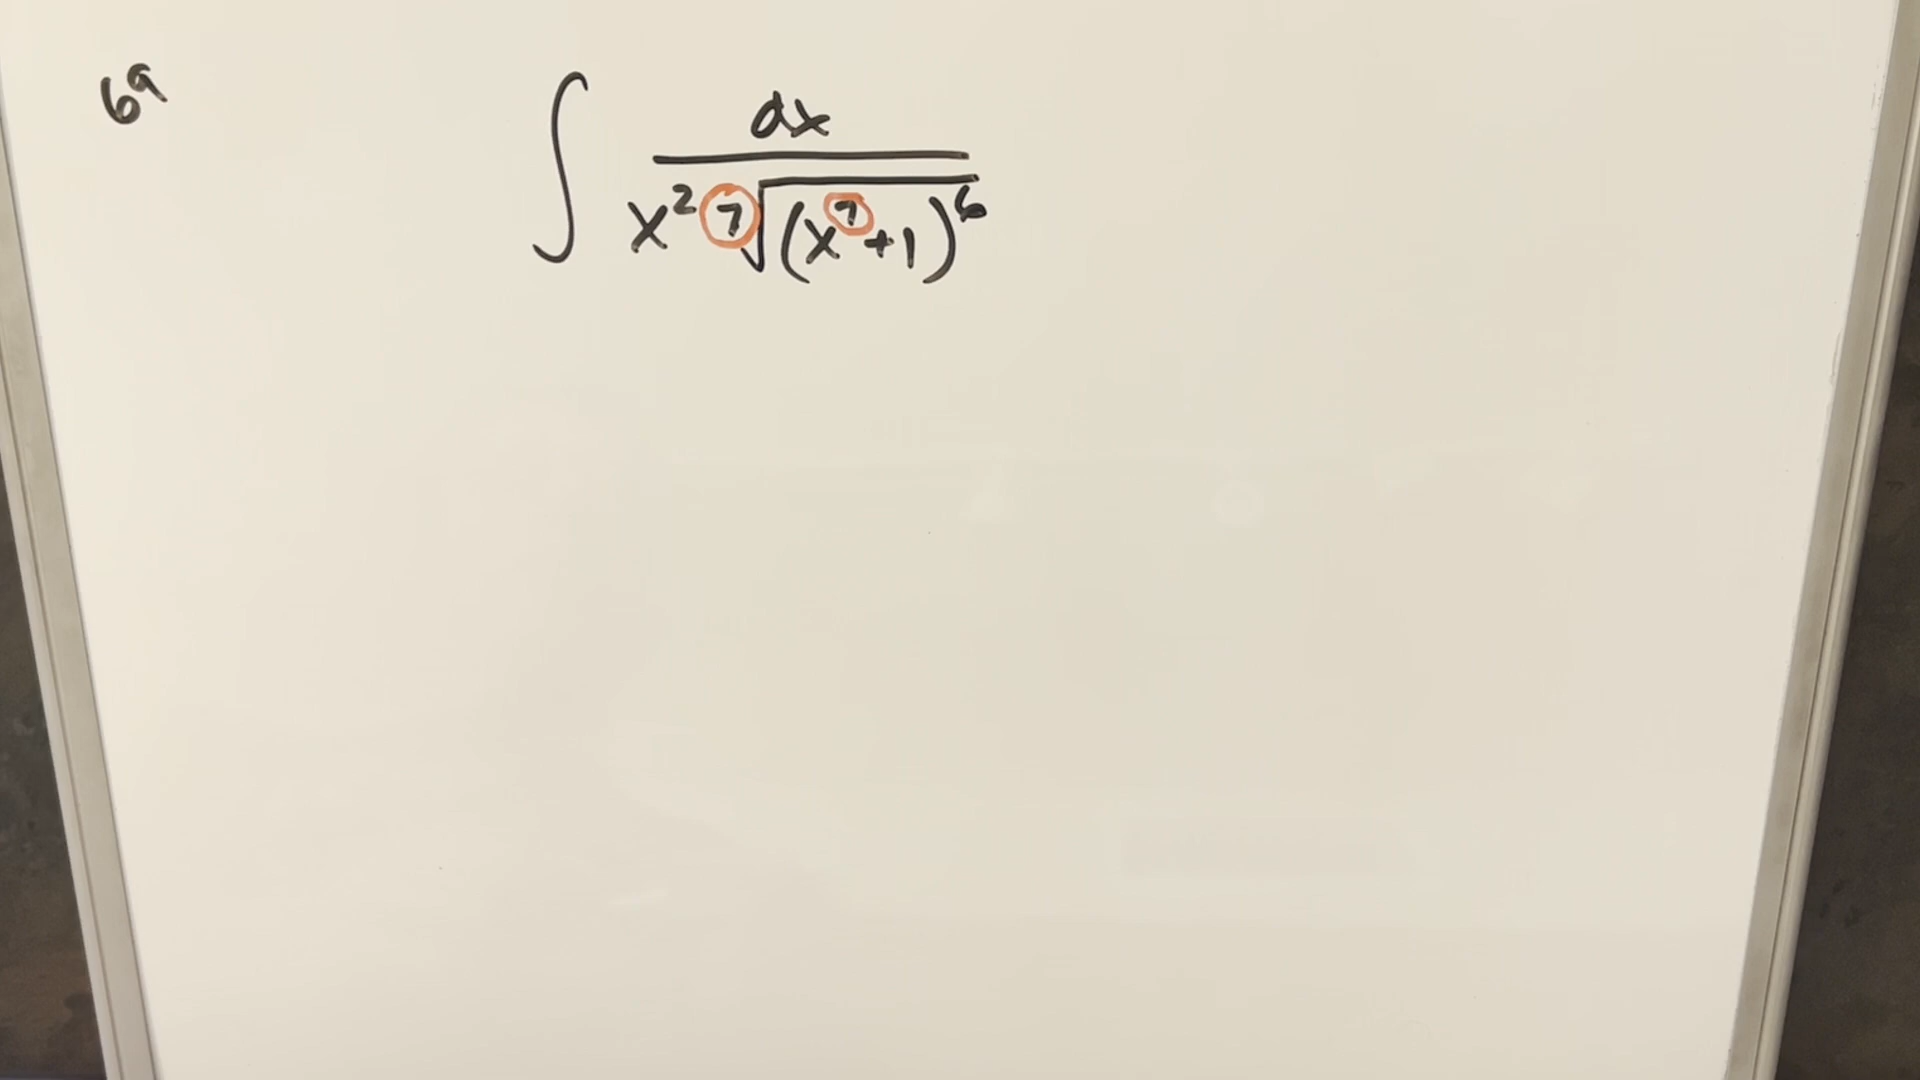 69
∫ dx / (x² ⁷√((x⁷+1)⁶))